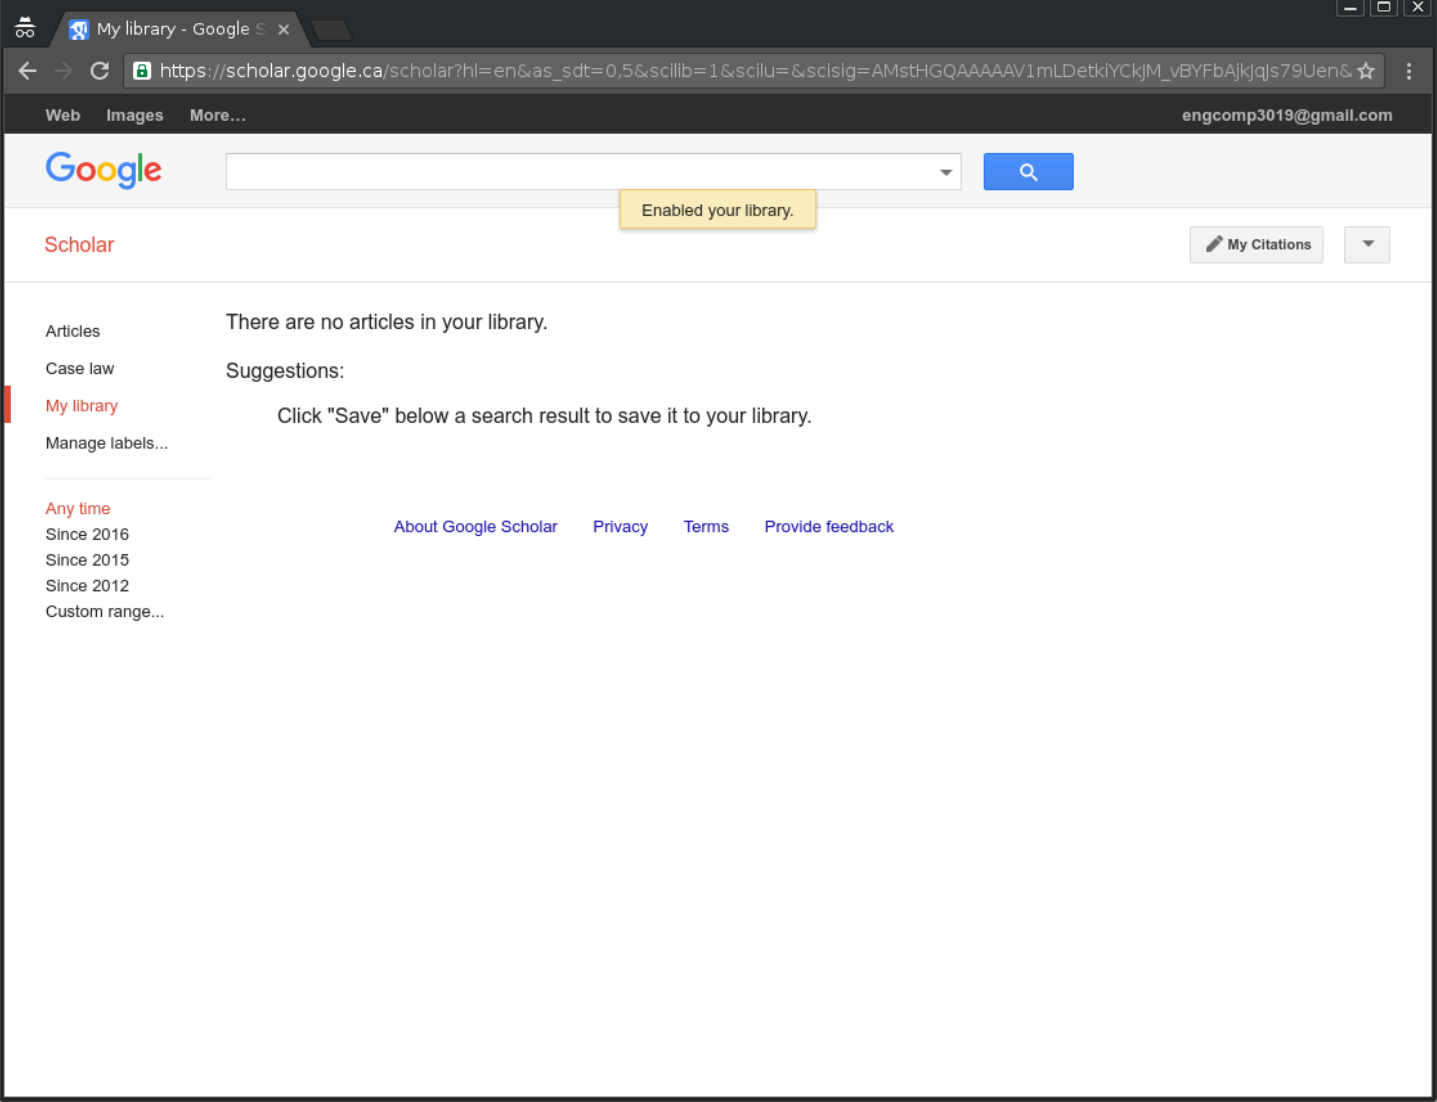 My library - Google S
https://scholar.google.ca/scholar?hl=en&as_sdt=0,5&scilib=1&scilu=&scisig=AMstHGQAAAAAV1mLDetkiYCkJM_vBYFbAjkJqJs79Uen&
Web Images More... engcomp3019@gmail.com
Google
Enabled your library.
Scholar My Citations
Articles
Case law
My library
Manage labels...
Any time
Since 2016
Since 2015
Since 2012
Custom range...
There are no articles in your library.
Suggestions:
Click "Save" below a search result to save it to your library.
About Google Scholar Privacy Terms Provide feedback